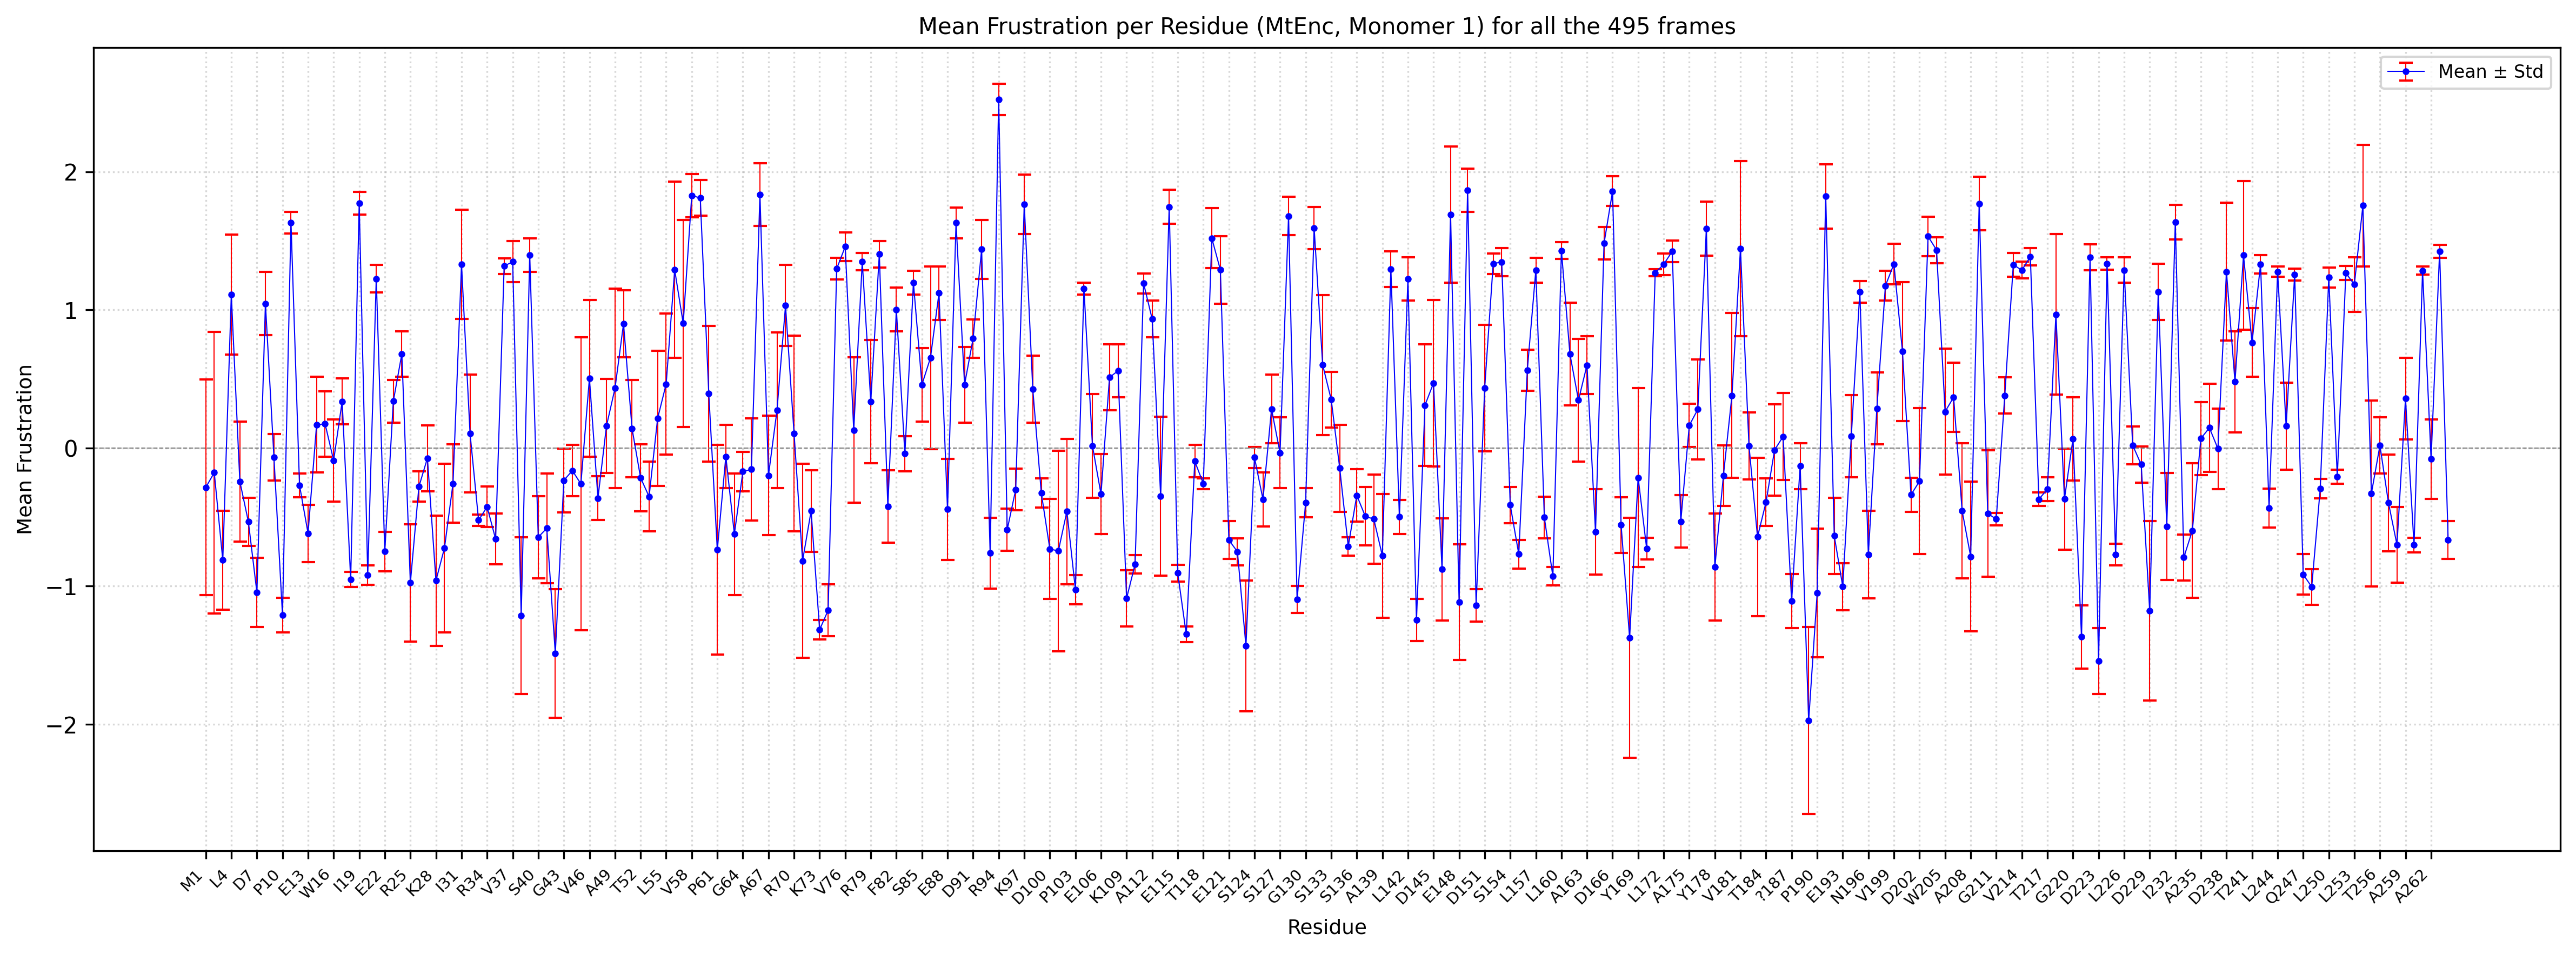 Mean Frustration per Residue (MtEnc, Monomer 1) for all the 495 frames
Mean ± Std
Mean Frustration
2
1
0
−1
−2
M1 L4 D7 P10 E13 W16 I19 E22 R25 K28 I31 R34 V37 S40 G43 V46 A49 T52 L55 V58 P61 G64 A67 R70 K73 V76 R79 F82 S85 E88 D91 R94 K97 D100 P103 E106 K109 A112 E115 T118 E121 S124 S127 G130 S133 S136 A139 L142 D145 E148 D151 S154 L157 L160 A163 D166 Y169 L172 A175 Y178 V181 T184 ?187 P190 E193 N196 V199 D202 W205 A208 G211 V214 T217 G220 D223 L226 D229 I232 A235 D238 T241 L244 Q247 L250 L253 T256 A259 A262
Residue